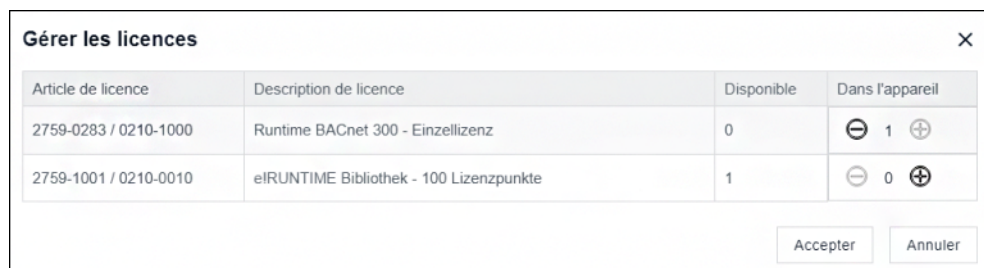 Gérer les licences
Article de licence Description de licence Disponible Dans l'appareil
2759-0283 / 0210-1000 Runtime BACnet 300 - Einzellizenz 0 1
2759-1001 / 0210-0010 e!RUNTIME Bibliothek - 100 Lizenzpunkte 1 0
Accepter Annuler